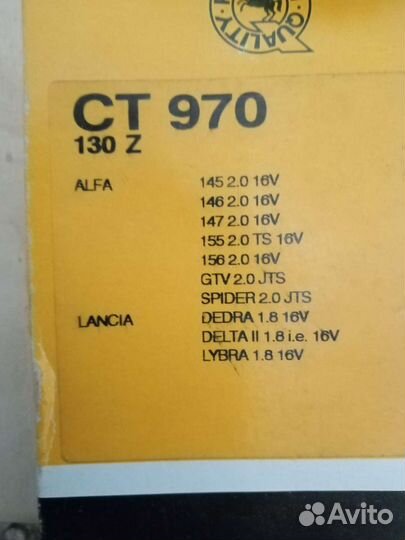 QUALITY
CT 970
130 Z
ALFA 145 2.0 16V
146 2.0 16V
147 2.0 16V
155 2.0 TS 16V
156 2.0 16V
GTV 2.0 JTS
SPIDER 2.0 JTS
LANCIA DEDRA 1.8 16V
DELTA II 1.8 i.e. 16V
LYBRA 1.8 16V
Avito